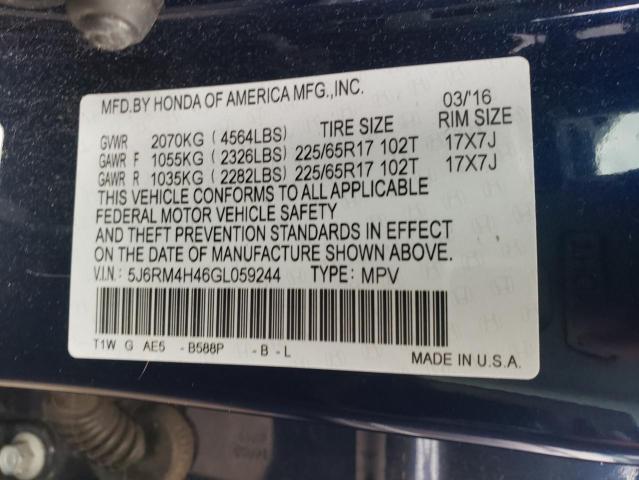 MFD.BY HONDA OF AMERICA MFG.,INC. 03/'16
GVWR 2070KG ( 4564LBS) TIRE SIZE RIM SIZE
GAWR F 1055KG ( 2326LBS) 225/65R17 102T 17X7J
GAWR R 1035KG ( 2282LBS) 225/65R17 102T 17X7J
THIS VEHICLE CONFORMS TO ALL APPLICABLE
FEDERAL MOTOR VEHICLE SAFETY
AND THEFT PREVENTION STANDARDS IN EFFECT
ON THE DATE OF MANUFACTURE SHOWN ABOVE.
V.I.N.: 5J6RM4H46GL059244 TYPE: MPV
T1W G AE5 - B588P - B - L
MADE IN U.S.A.